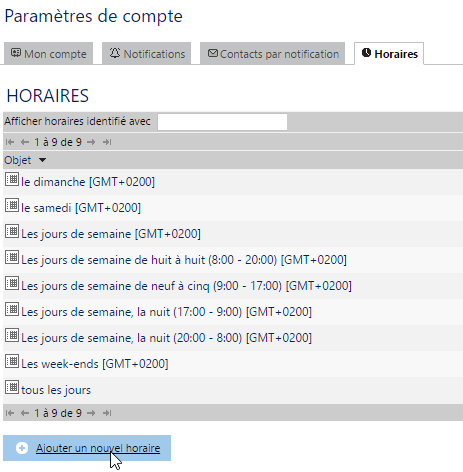 Paramètres de compte
Mon compte Notifications Contacts par notification Horaires
HORAIRES
Afficher horaires identifié avec
1 à 9 de 9
Objet
le dimanche [GMT+0200]
le samedi [GMT+0200]
Les jours de semaine [GMT+0200]
Les jours de semaine de huit à huit (8:00 - 20:00) [GMT+0200]
Les jours de semaine de neuf à cinq (9:00 - 17:00) [GMT+0200]
Les jours de semaine, la nuit (17:00 - 9:00) [GMT+0200]
Les jours de semaine, la nuit (20:00 - 8:00) [GMT+0200]
Les week-ends [GMT+0200]
tous les jours
1 à 9 de 9
Ajouter un nouvel horaire